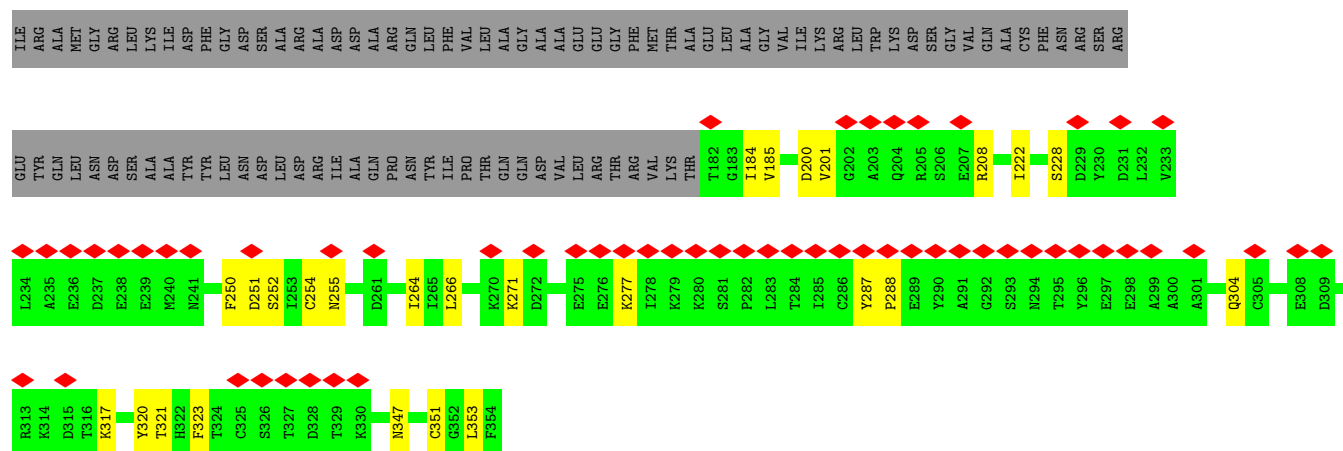 ILE ARG ALA MET GLY ARG LEU LYS ILE ASP PHE GLY ASP SER ALA ARG ALA ASP ASP ALA ARG GLN LEU PHE VAL LEU ALA GLY ALA ALA GLU GLU GLY PHE MET THR ALA GLU LEU ALA GLY VAL ILE LYS ARG LEU TRP LYS ASP SER GLY VAL GLN ALA CYS PHE ASN ARG SER ARG
GLU TYR GLN LEU ASN ASP SER ALA ALA TYR TYR LEU ASN ASP LEU ASP ARG ILE ALA GLN PRO ASN TYR ILE PRO THR GLN GLN ASP VAL LEU ARG THR ARG VAL LYS THR T182 G183 I184 V185 D200 V201 G202 A203 Q204 R205 S206 E207 R208 I222 S228 D229 Y230 D231 L232 V233
L234 A235 E236 D237 E238 E239 M240 N241 F250 D251 S252 I253 C254 N255 D261 I264 I265 L266 K270 K271 D272 E275 E276 K277 I278 K279 K280 S281 P282 L283 T284 I285 C286 Y287 P288 E289 Y290 A291 G292 S293 N294 T295 Y296 E297 E298 A299 A300 A301 Q304 C305 E308 D309
R313 K314 D315 T316 K317 Y320 T321 H322 F323 T324 C325 S326 T327 D328 T329 K330 N347 C351 G352 L353 F354